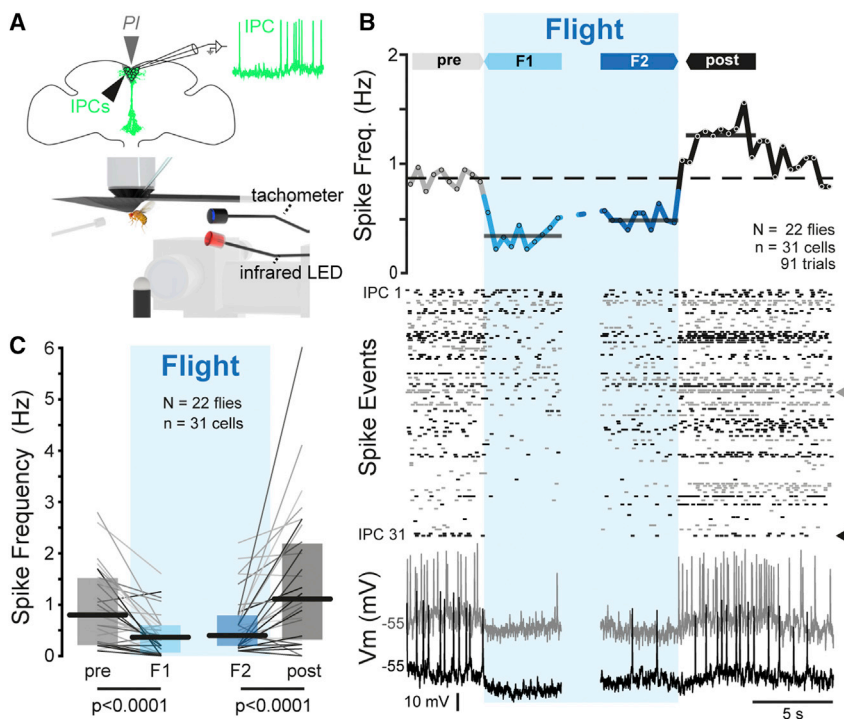 A
PI
IPC
IPCs
tachometer
infrared LED
B
Flight
pre
F1
F2
post
Spike Freq. (Hz)
2
1
0
N = 22 flies
n = 31 cells
91 trials
IPC 1
Spike Events
IPC 31
Vm (mV)
-55
-55
10 mV
5 s
C
Flight
N = 22 flies
n = 31 cells
Spike Frequency (Hz)
6
5
4
3
2
1
0
pre
F1
F2
post
p<0.0001
p<0.0001